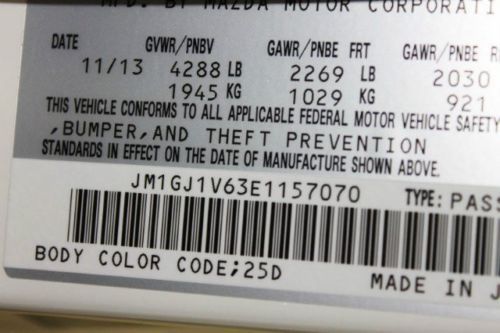 MFD. BY MAZDA MOTOR CORPORATI
DATE GVWR/PNBV GAWR/PNBE FRT GAWR/PNBE R
11/13 4288 LB 2269 LB 2030
1945 KG 1029 KG 921
THIS VEHICLE CONFORMS TO ALL APPLICABLE FEDERAL MOTOR VEHICLE SAFETY
,BUMPER,AND THEFT PREVENTION
STANDARDS IN EFFECT ON THE DATE OF MANUFACTURE SHOWN ABOVE.
JM1GJ1V63E1157070 TYPE: PASS
BODY COLOR CODE;25D MADE IN J